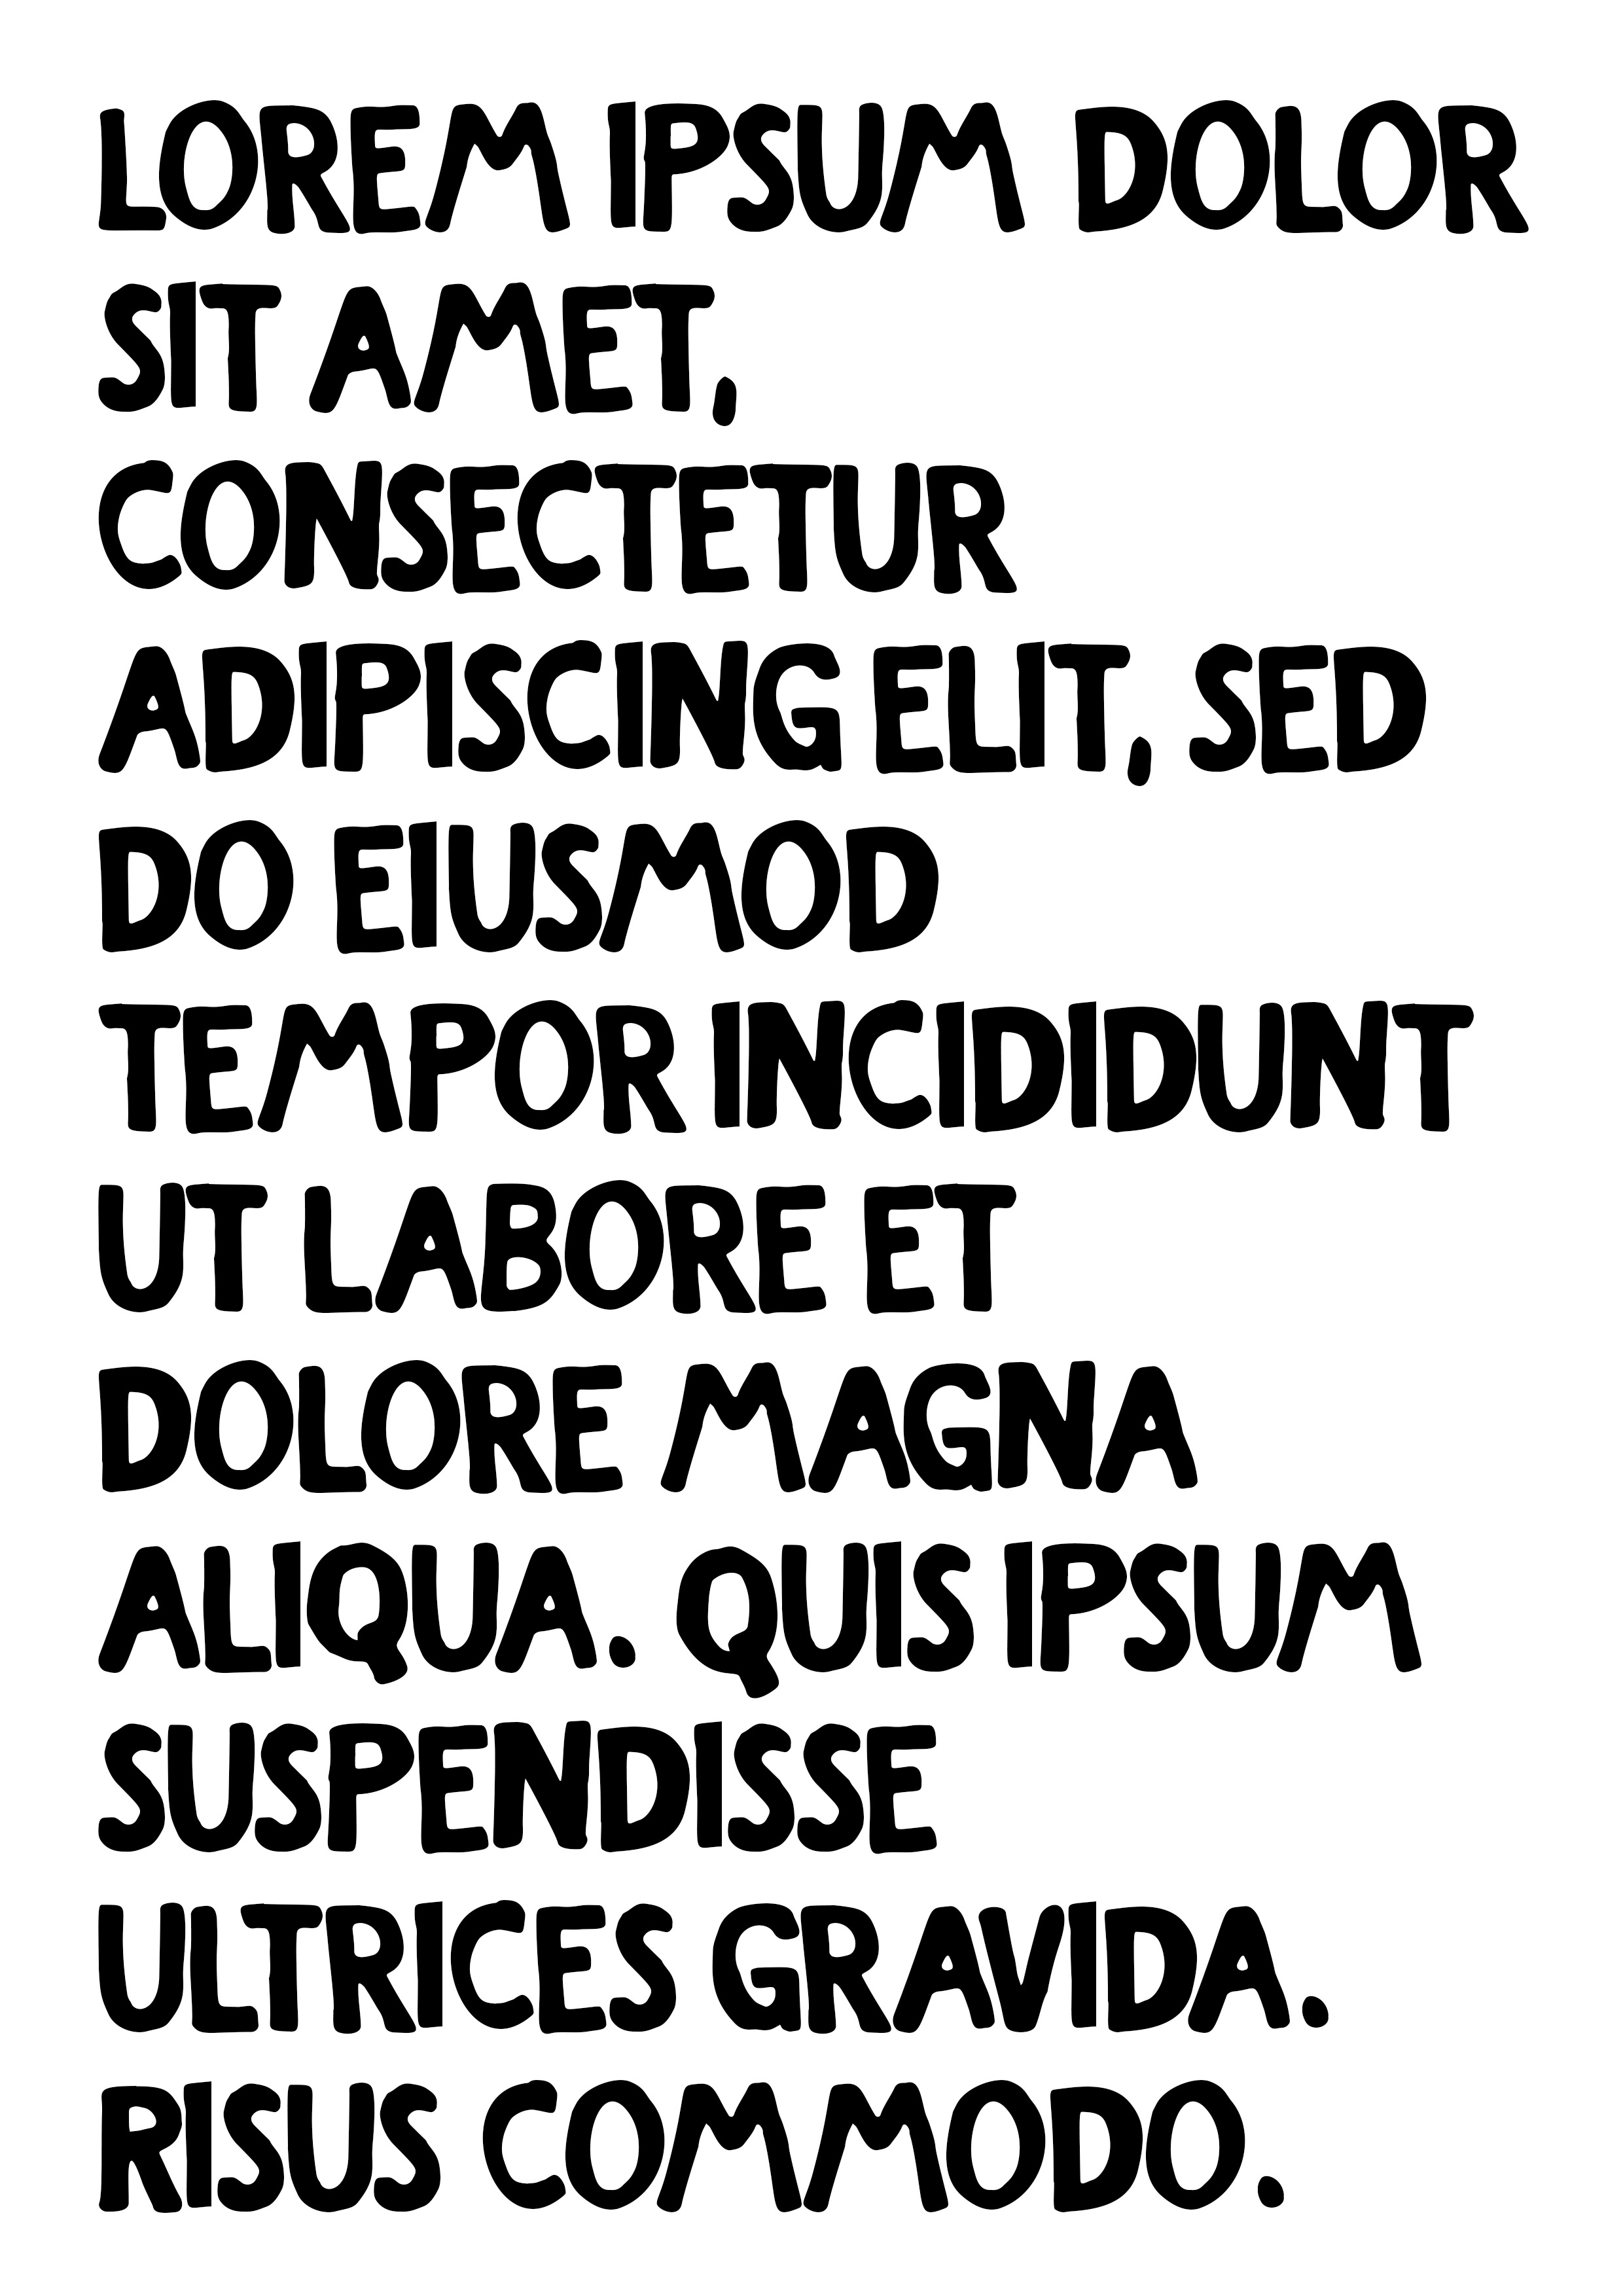 LOREM IPSUM DOLOR
SIT AMET,
CONSECTETUR
ADIPISCING ELIT, SED
DO EIUSMOD
TEMPOR INCIDIDUNT
UT LABORE ET
DOLORE MAGNA
ALIQUA. QUIS IPSUM
SUSPENDISSE
ULTRICES GRAVIDA.
RISUS COMMODO.